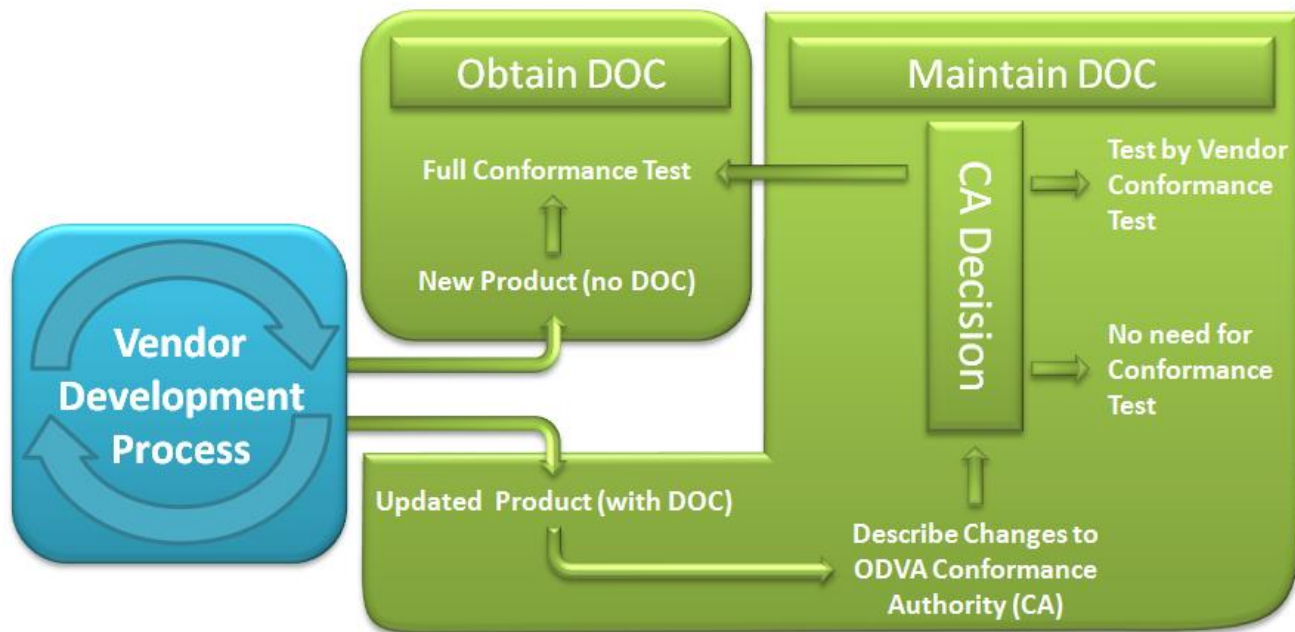 Obtain DOC
Full Conformance Test
New Product (no DOC)
Maintain DOC
CA Decision
Test by Vendor
Conformance
Test
No need for
Conformance
Test
Vendor
Development
Process
Updated Product (with DOC)
Describe Changes to
ODVA Conformance
Authority (CA)